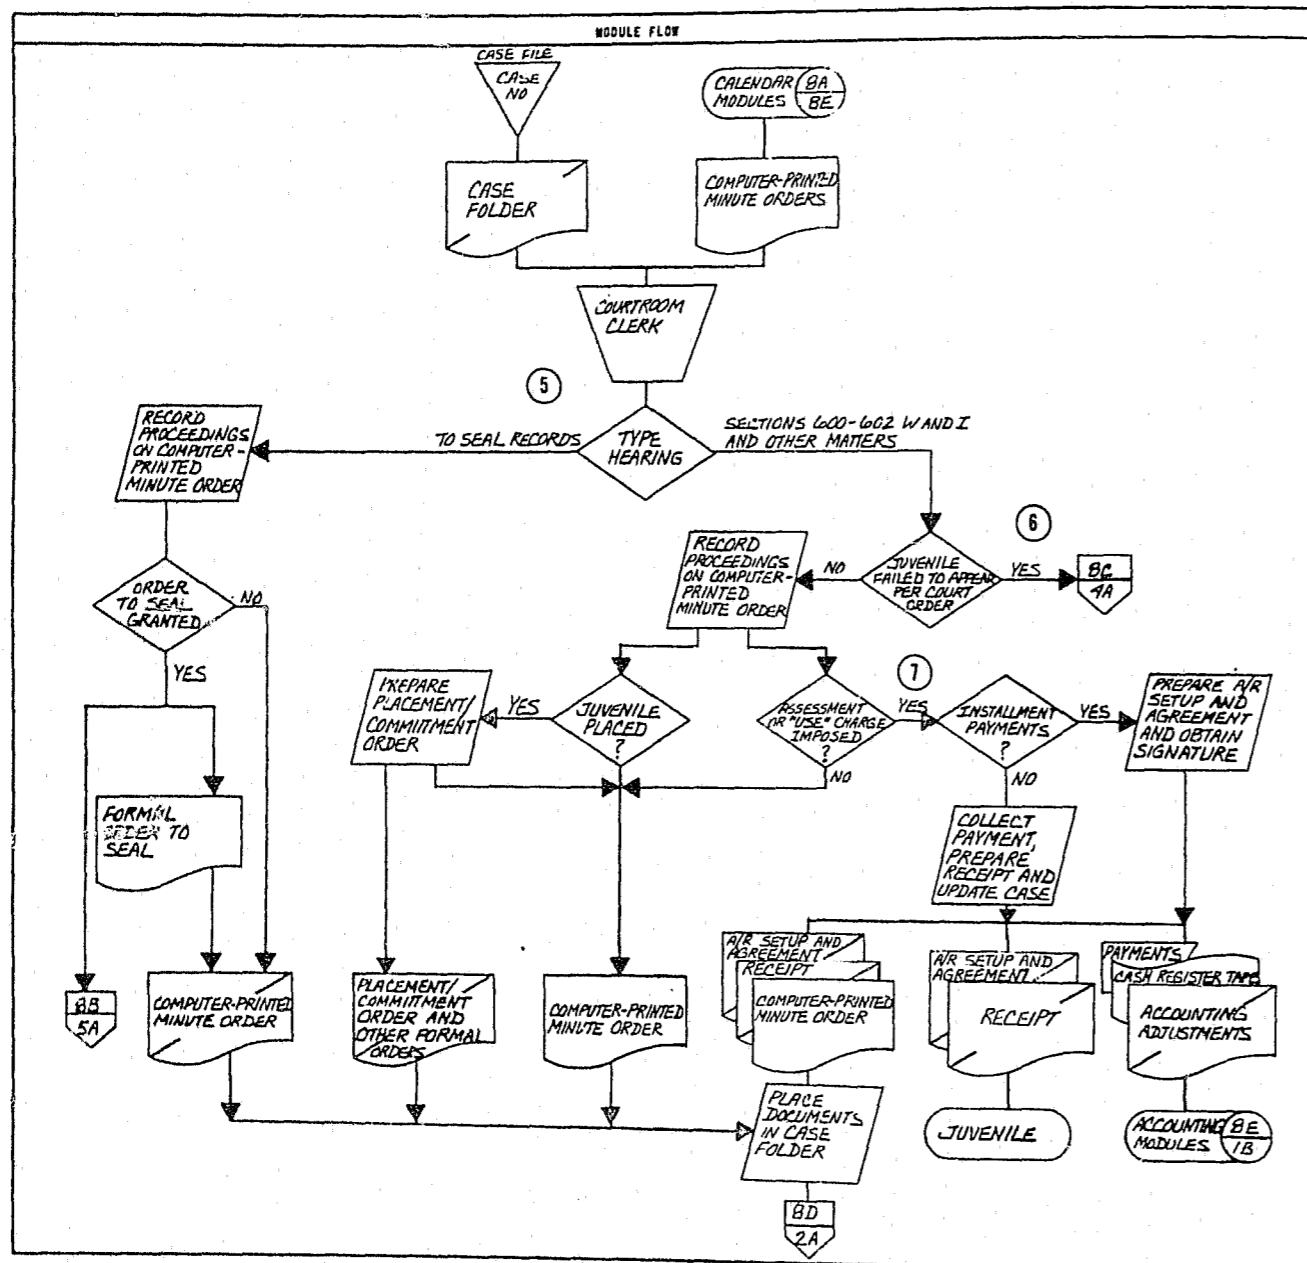 MODULE FLOW
CASE FILE
CASE
NO
CALENDAR
MODULES
8A
8E
CASE
FOLDER
COMPUTER-PRINTED
MINUTE ORDERS
COURTROOM
CLERK
5
TYPE
HEARING
TO SEAL RECORDS
SECTIONS 600-602 W AND I
AND OTHER MATTERS
RECORD
PROCEEDINGS
ON COMPUTER-
PRINTED
MINUTE ORDER
6
JUVENILE
FAILED TO APPEAR
PER COURT
ORDER
NO
YES
8G
4A
RECORD
PROCEEDINGS
ON COMPUTER-
PRINTED
MINUTE ORDER
ORDER
TO SEAL
GRANTED
NO
YES
PREPARE
PLACEMENT/
COMMITMENT
ORDER
YES
JUVENILE
PLACED
?
7
ASSESSMENT
OR "USE" CHARGE
IMPOSED
?
YES
NO
INSTALLMENT
PAYMENTS
?
YES
NO
PREPARE A/R
SETUP AND
AGREEMENT
AND OBTAIN
SIGNATURE
FORMAL
ORDER TO
SEAL
COLLECT
PAYMENT,
PREPARE
RECEIPT AND
UPDATE CASE
8B
5A
COMPUTER-PRINTED
MINUTE ORDER
PLACEMENT/
COMMITMENT
ORDER AND
OTHER FORMAL
ORDERS
COMPUTER-PRINTED
MINUTE ORDER
A/R SETUP AND
AGREEMENT
RECEIPT
COMPUTER-PRINTED
MINUTE ORDER
A/R SETUP AND
AGREEMENT
RECEIPT
PAYMENTS
CASH REGISTER TAPE
ACCOUNTING
ADJUSTMENTS
PLACE
DOCUMENTS
IN CASE
FOLDER
JUVENILE
ACCOUNTING
MODULES
8E
1B
8D
2A